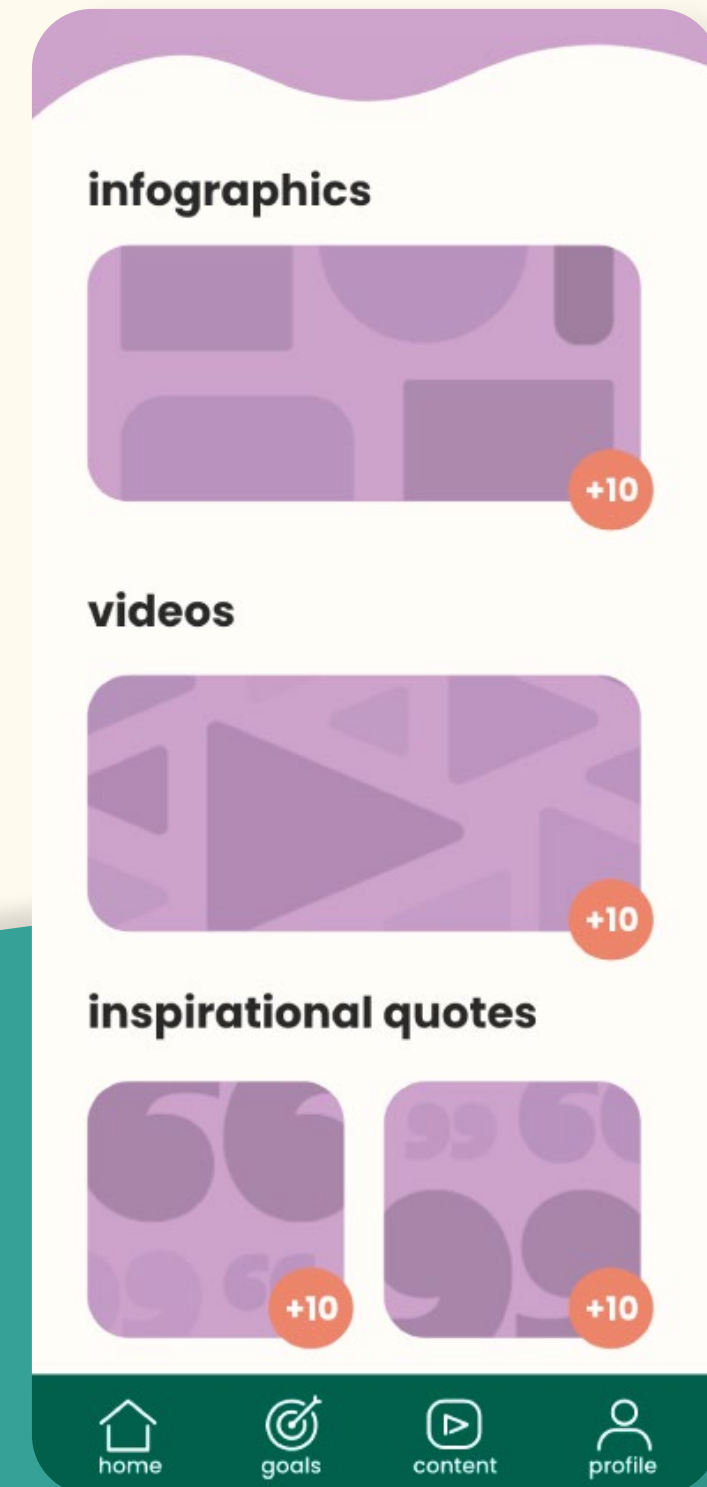 infographics
+10
videos
+10
inspirational quotes
+10
+10
home
goals
content
profile